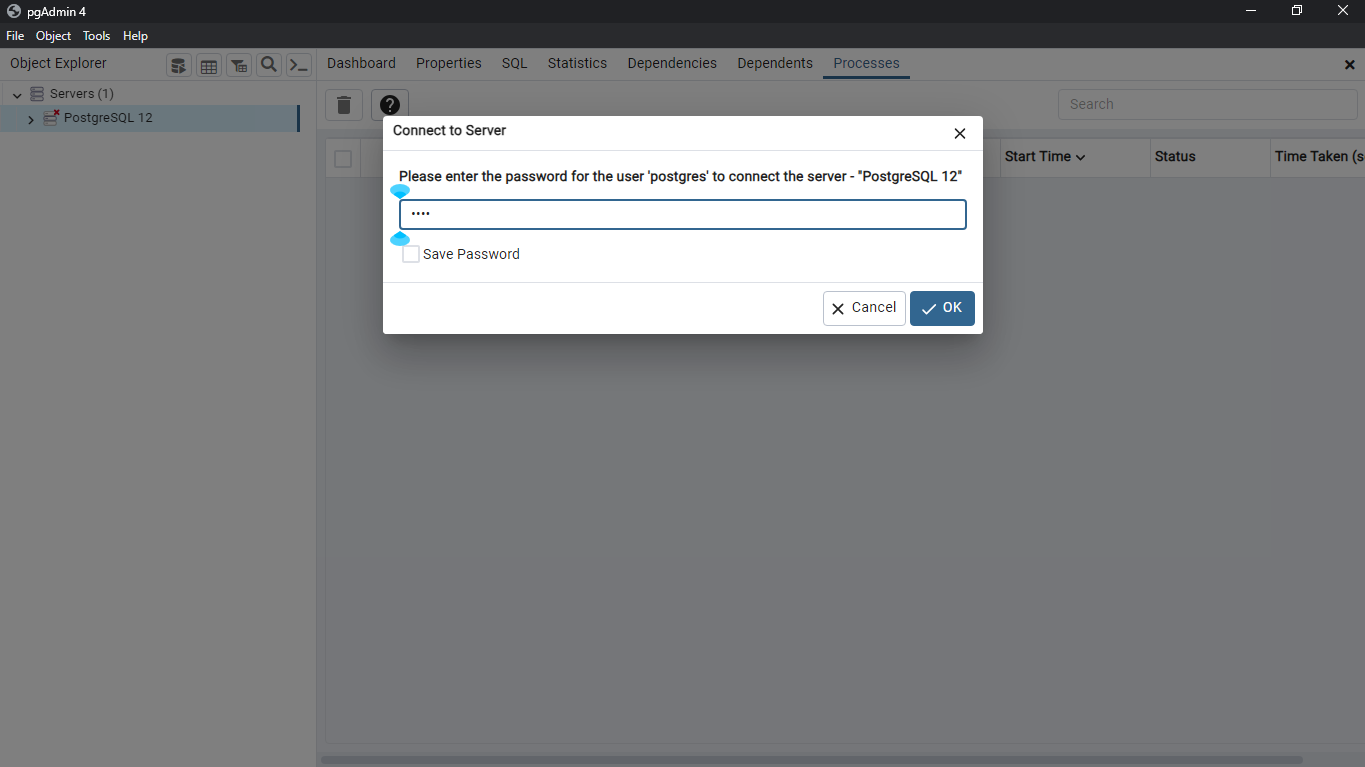 pgAdmin 4
File Object Tools Help
Object Explorer
Dashboard Properties SQL Statistics Dependencies Dependents Processes
Servers (1)
PostgreSQL 12
Search
Start Time Status Time Taken (s
Connect to Server
Please enter the password for the user 'postgres' to connect the server - "PostgreSQL 12"
••••
Save Password
Cancel OK